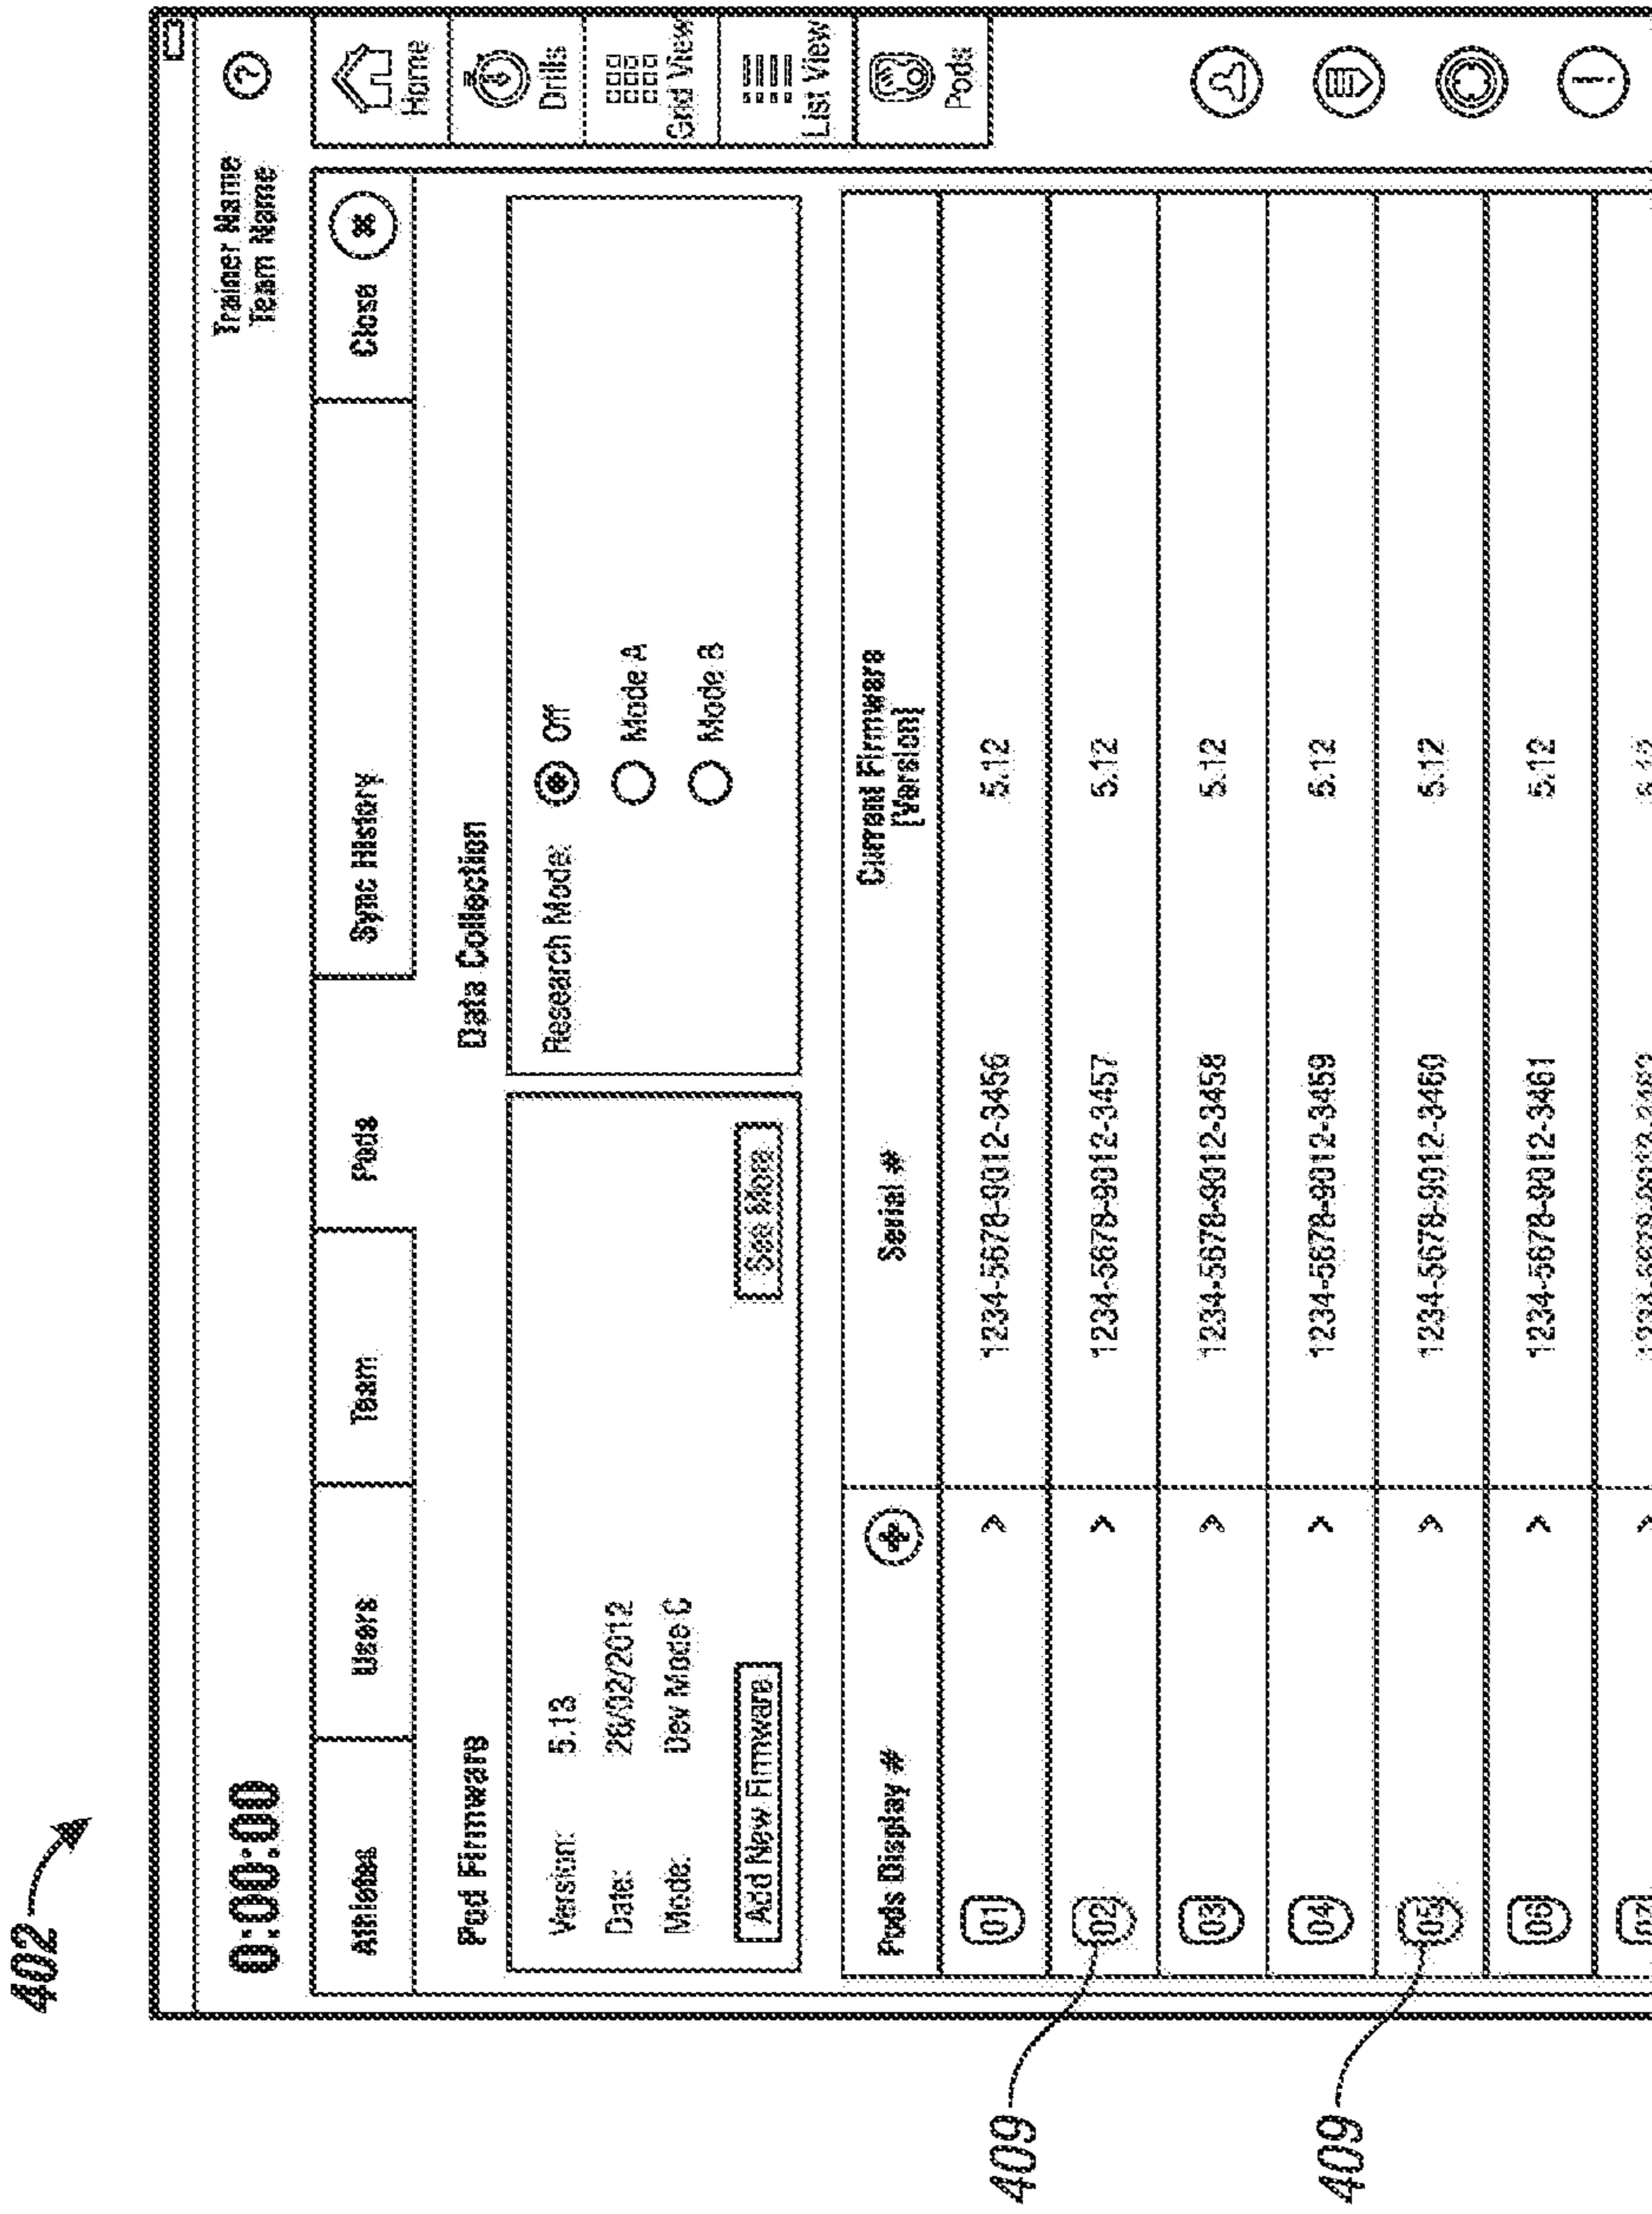 402
0:00:00
Trainer Name
Team Name
?
Athletes
Users
Team
Pods
Sync History
Close
Home
Drills
Grid View
List View
Pods
Pod Firmware
Version: 5.13
Date: 28/02/2012
Mode: Dev Mode C
Add New Firmware
See More
Data Collection
Research Mode: Off
Mode A
Mode B
Pods Display #
Serial #
Current Firmware
[Version]
01 > 1234-5678-9012-3456 5.12
02 > 1234-5678-9012-3457 5.12
03 > 1234-5678-9012-3458 5.12
04 > 1234-5678-9012-3459 5.12
05 > 1234-5678-9012-3460 5.12
06 > 1234-5678-9012-3461 5.12
07
409
409